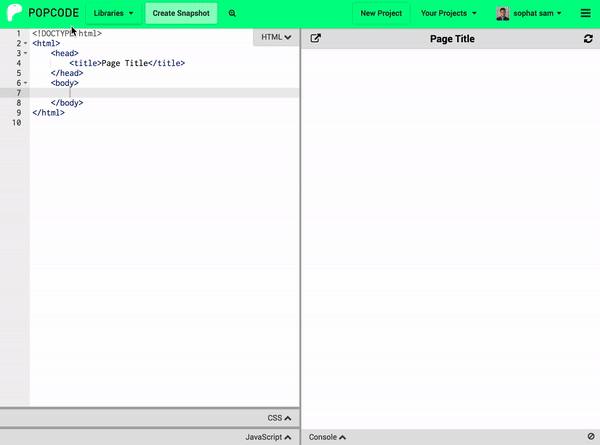 POPCODE Libraries Create Snapshot New Project Your Projects sophat sam
HTML
Page Title
1 <!DOCTYPE html>
2 <html>
3 <head>
4 <title>Page Title</title>
5 </head>
6 <body>
7
8 </body>
9 </html>
10
CSS
JavaScript
Console